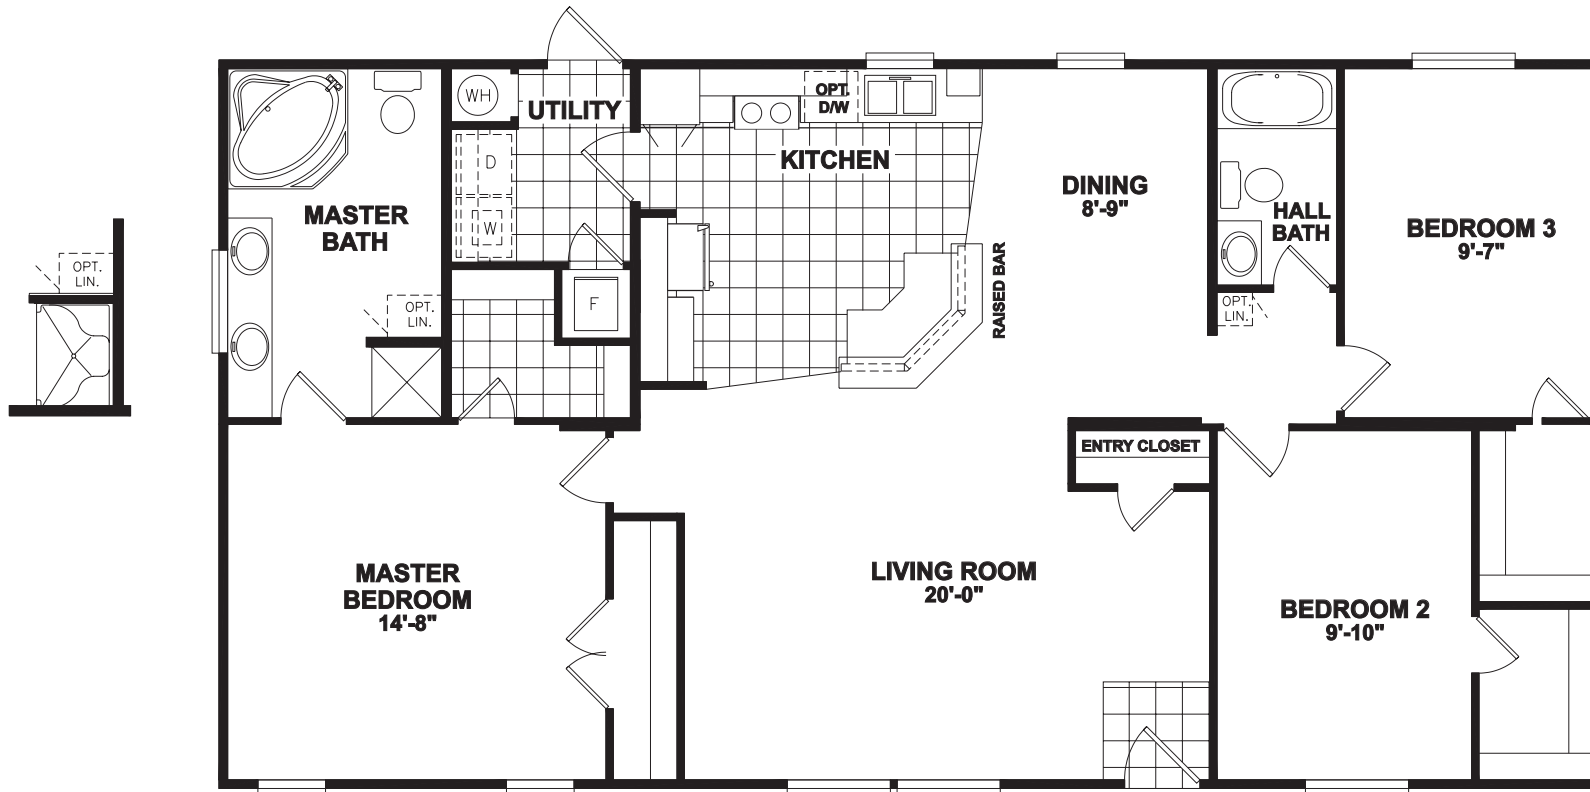 WH
UTILITY
OPT.
D/W
KITCHEN
D
W
F
MASTER
BATH
OPT.
LIN.
OPT.
LIN.
DINING
8'-9"
RAISED BAR
HALL
BATH
OPT.
LIN.
BEDROOM 3
9'-7"
ENTRY CLOSET
MASTER
BEDROOM
14'-8"
LIVING ROOM
20'-0"
BEDROOM 2
9'-10"